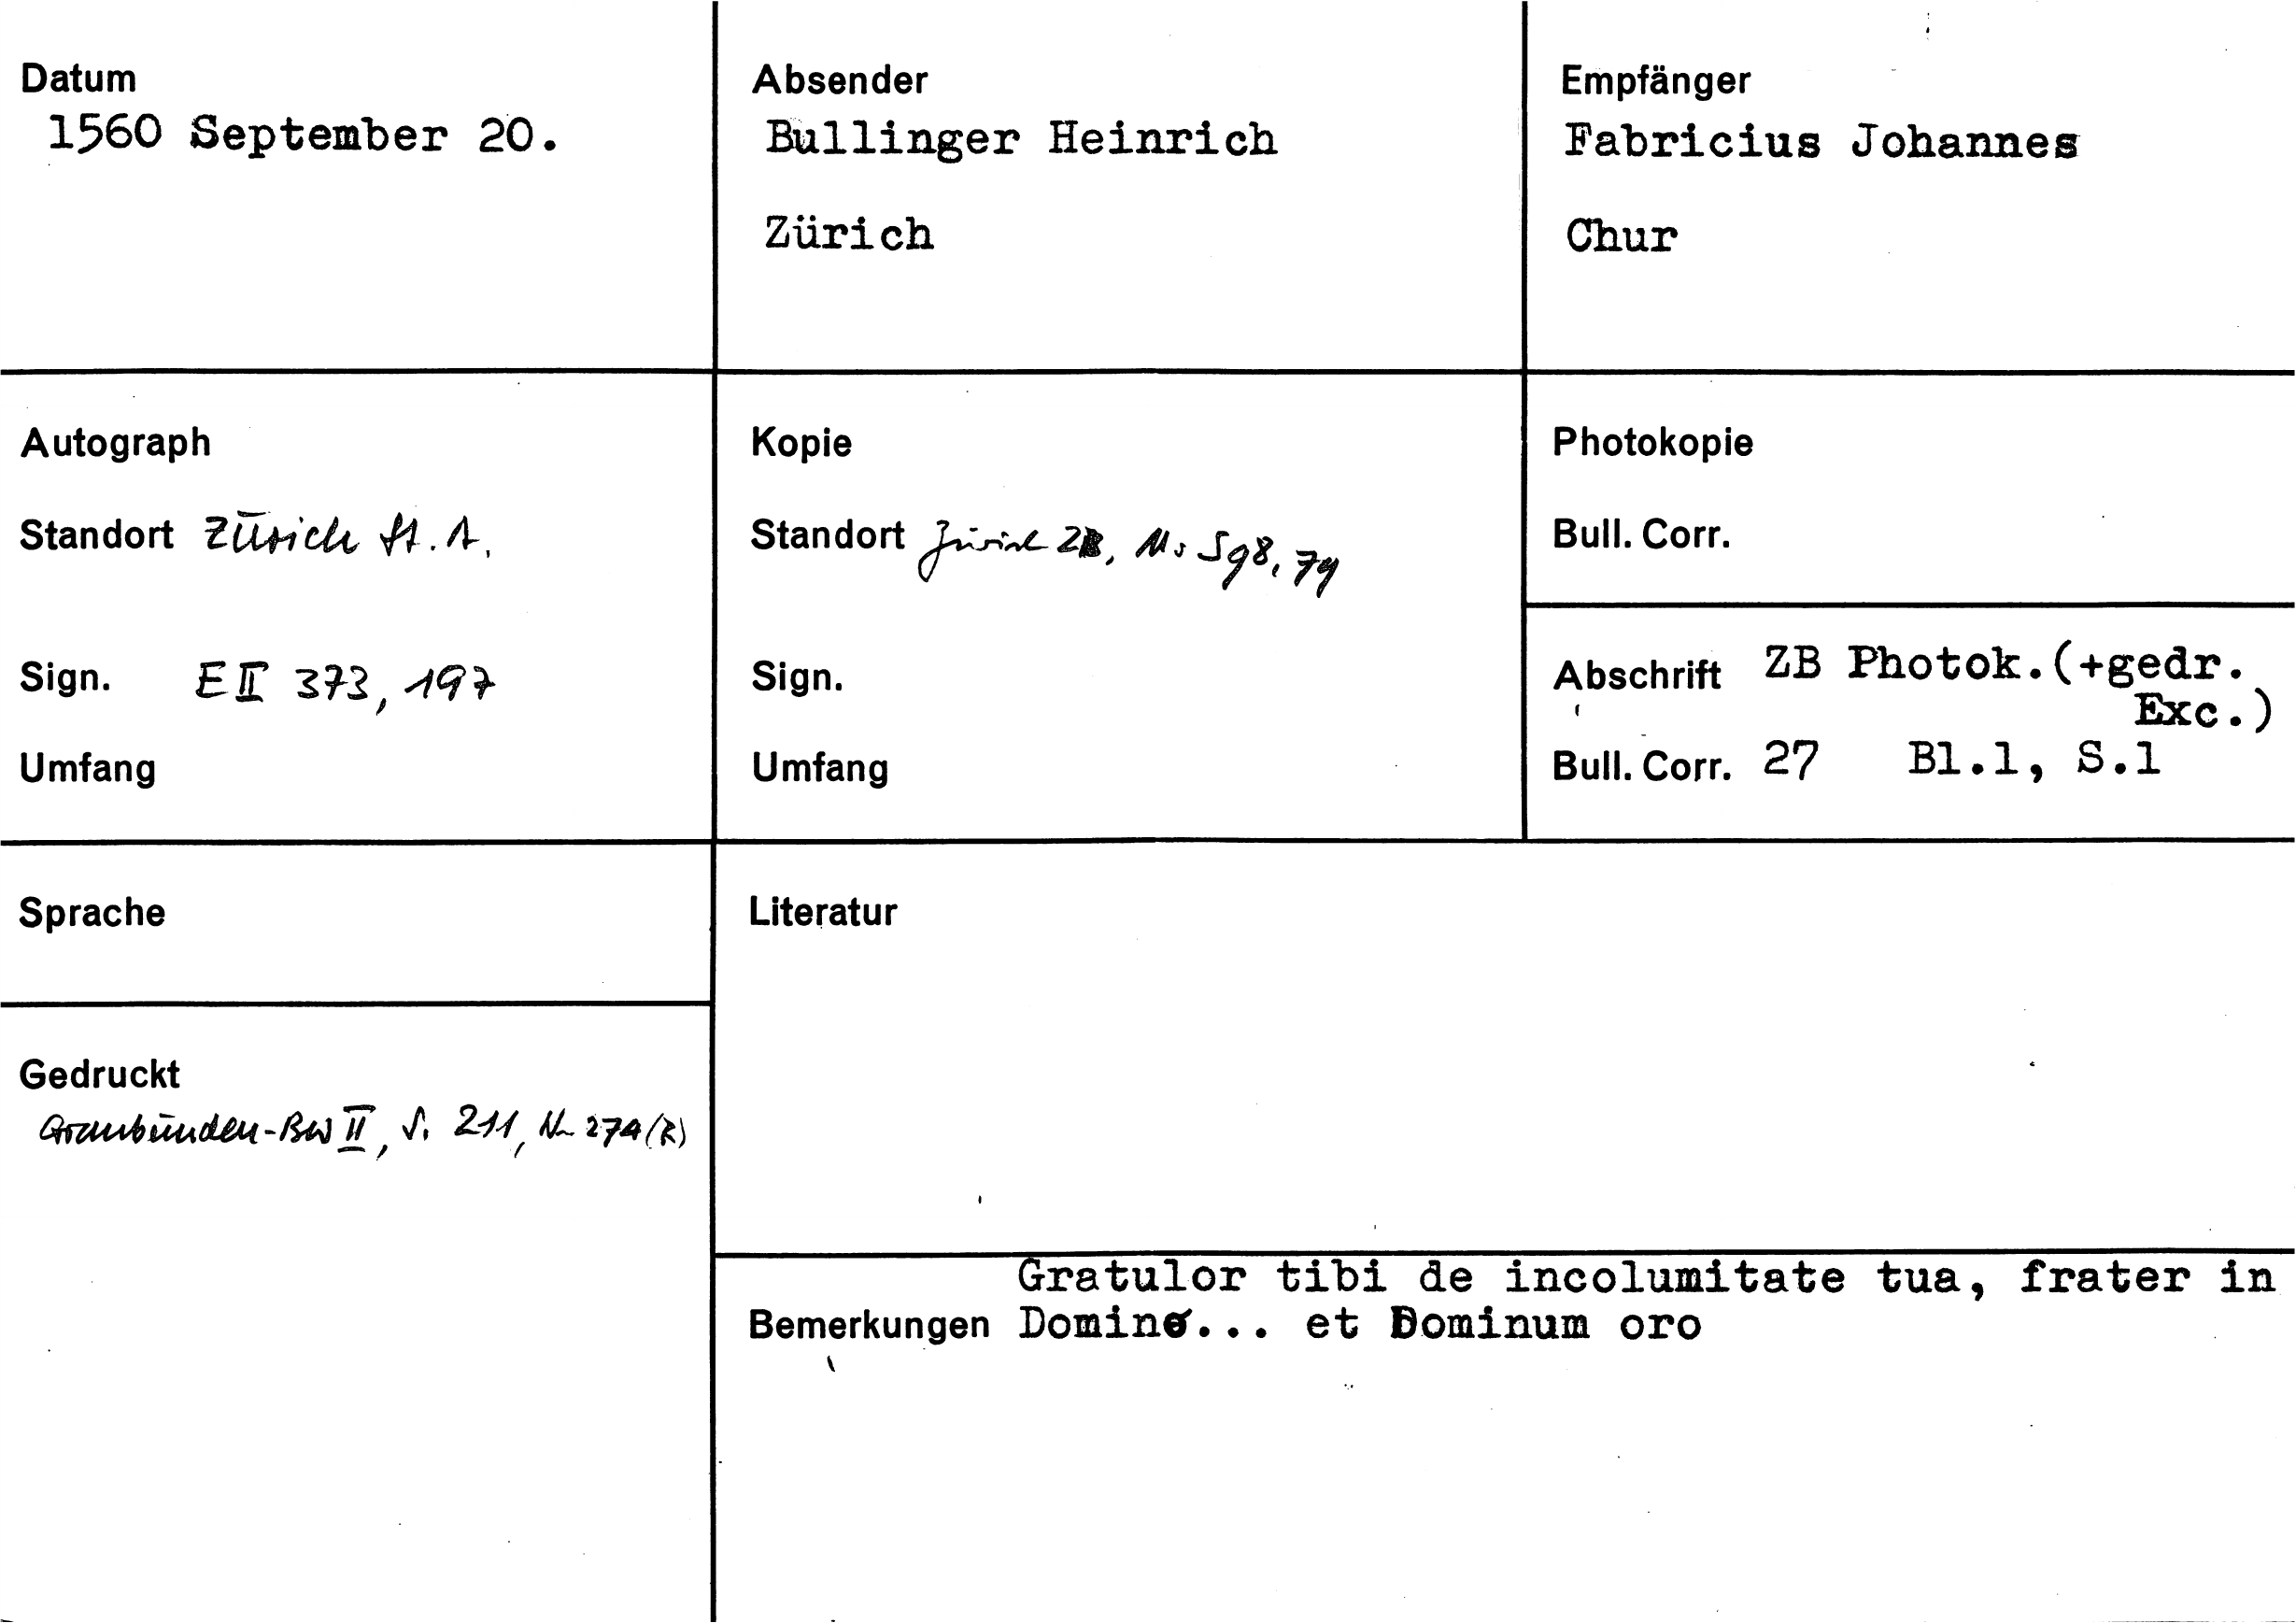 Datum
1560 September 20.
Absender
Bullinger Heinrich
Zürich
Empfänger
Fabricius Johannes
Chur
Autograph
Standort Zürich St. A.
Sign. E II 373, 197
Umfang
Kopie
Standort Zürich ZB, Ms S 98, 79
Sign.
Umfang
Photokopie
Bull. Corr.
Abschrift ZB Photok.(+gedr.
Exc.)
Bull. Corr. 27 Bl.1, S.1
Sprache
Literatur
Gedruckt
Graubünden-BW II, S. 211, Nr 274 (R)
Gratulor tibi de incolumitate tua, frater in
Bemerkungen Domino... et Dominum oro